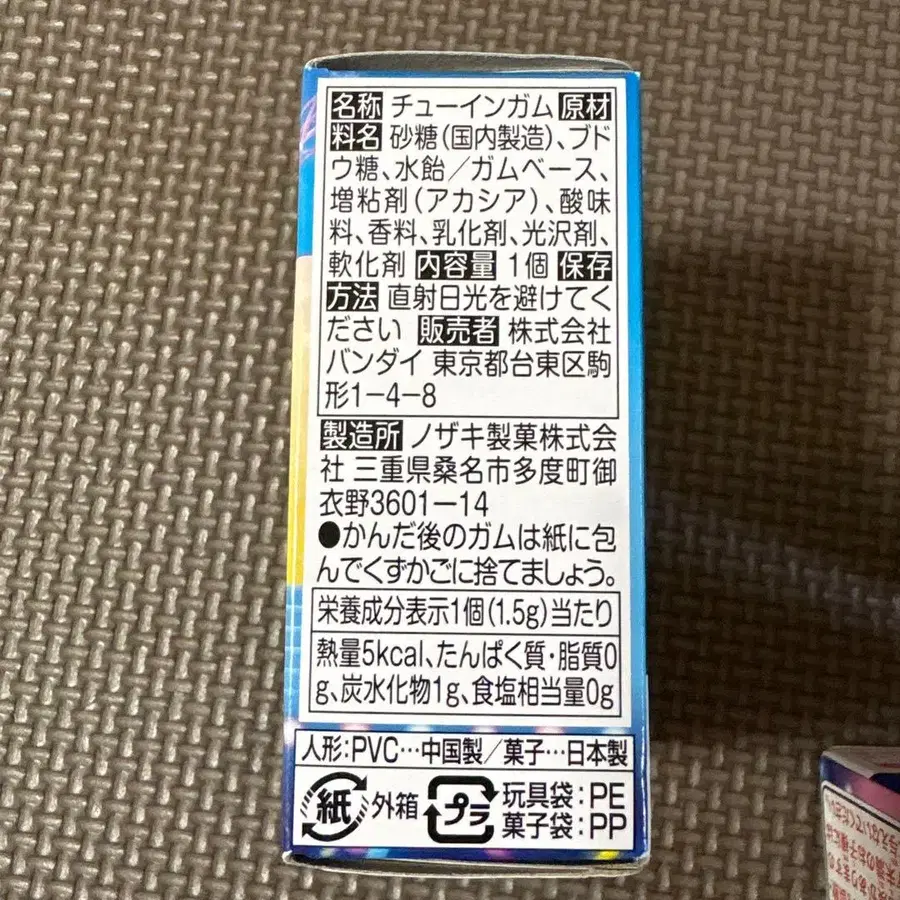 名称 チューインガム 原材
料名 砂糖(国内製造)、ブド
ウ糖、水飴/ガムベース、
増粘剤(アカシア)、酸味
料、香料、乳化剤、光沢剤、
軟化剤 内容量 1個 保存
方法 直射日光を避けてく
ださい 販売者 株式会社
バンダイ 東京都台東区駒
形1-4-8
製造所 ノザキ製菓株式会
社 三重県桑名市多度町御
衣野3601-14
●かんだ後のガムは紙に包
んでくずかごに捨てましょう。
栄養成分表示1個(1.5g)当たり
熱量5kcal、たんぱく質・脂質0
g、炭水化物1g、食塩相当量0g
人形:PVC…中国製/菓子…日本製
紙 外箱 プラ 玩具袋:PE
菓子袋:PP